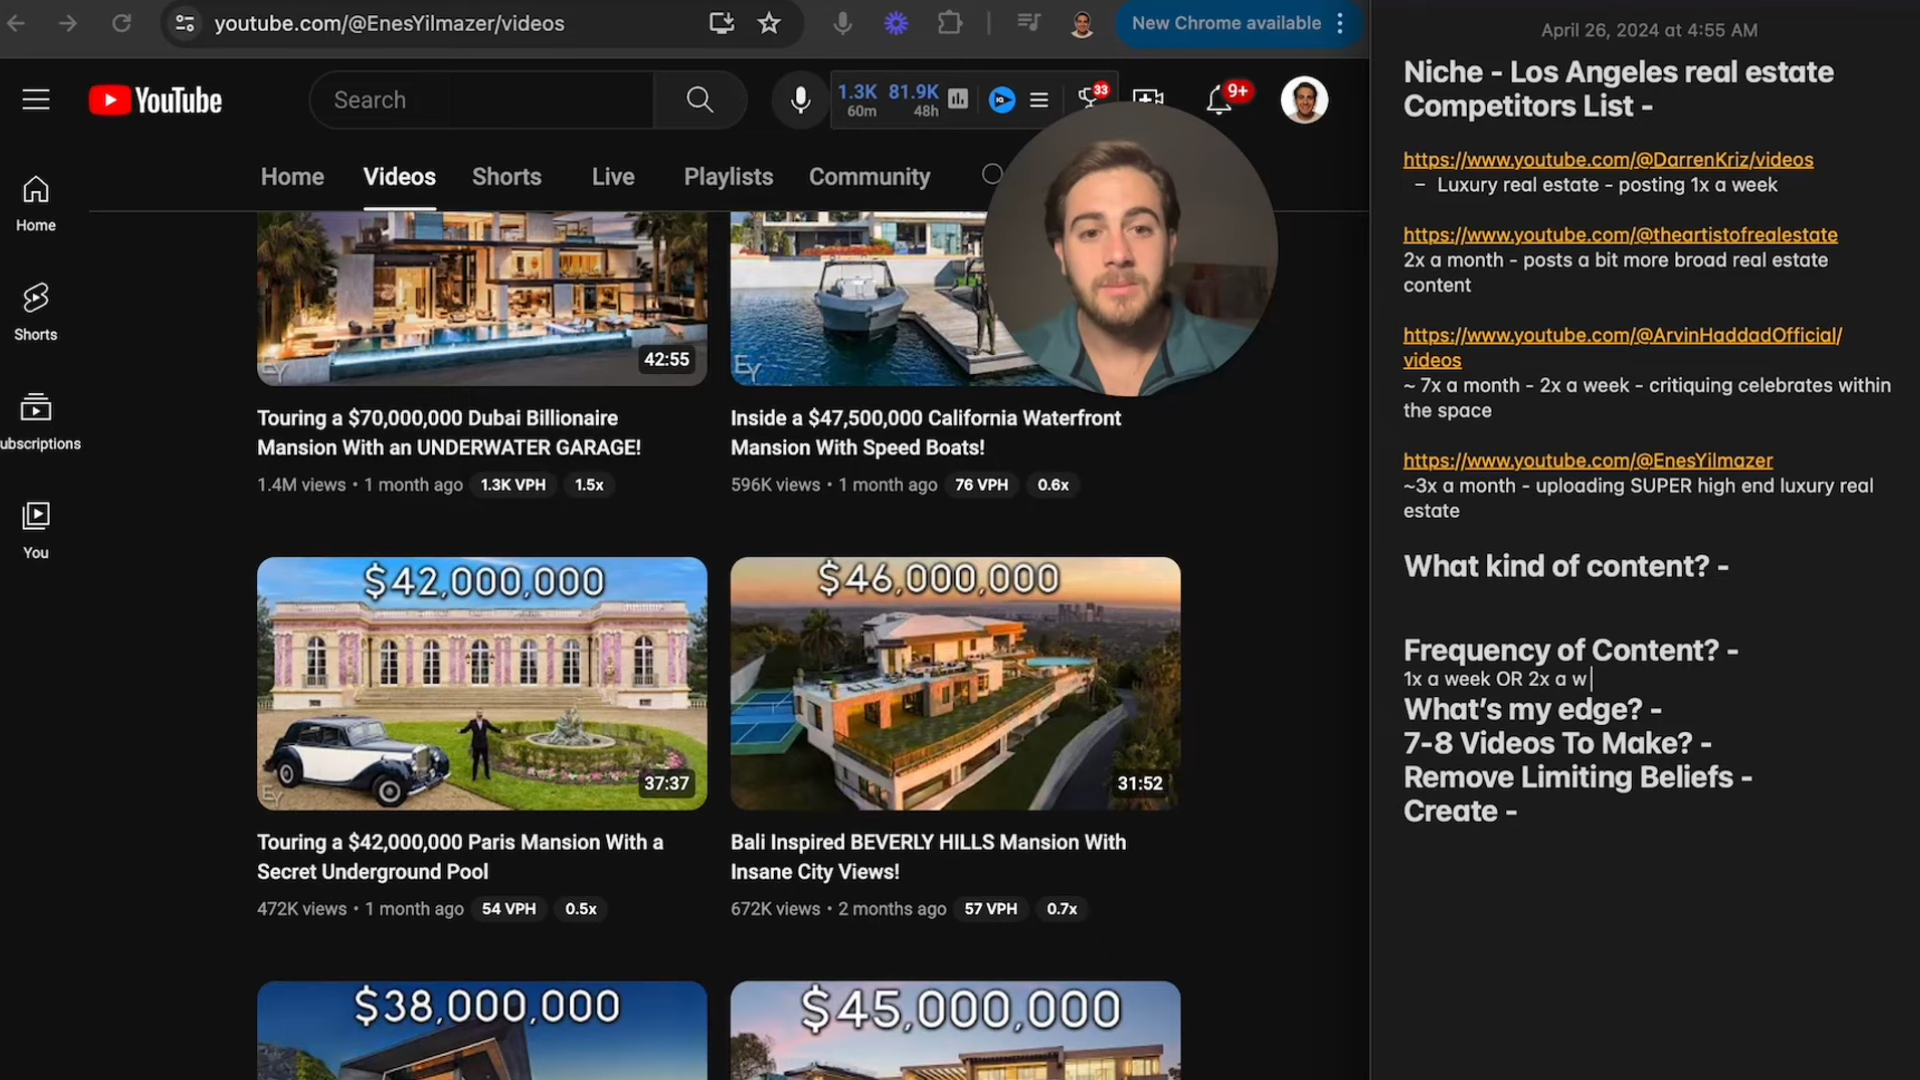 youtube.com/@EnesYilmazer/videos
New Chrome available
YouTube
Search
1.3K 81.9K
60m 48h
33
9+
Home Videos Shorts Live Playlists Community
Home
Shorts
ubscriptions
You
42:55
EY
EY
Touring a $70,000,000 Dubai Billionaire
Mansion With an UNDERWATER GARAGE!
1.4M views • 1 month ago 1.3K VPH 1.5x
Inside a $47,500,000 California Waterfront
Mansion With Speed Boats!
596K views • 1 month ago 76 VPH 0.6x
$42,000,000
37:37
EY
$46,000,000
31:52
Touring a $42,000,000 Paris Mansion With a
Secret Underground Pool
472K views • 1 month ago 54 VPH 0.5x
Bali Inspired BEVERLY HILLS Mansion With
Insane City Views!
672K views • 2 months ago 57 VPH 0.7x
$38,000,000
$45,000,000
April 26, 2024 at 4:55 AM
Niche - Los Angeles real estate
Competitors List -
https://www.youtube.com/@DarrenKriz/videos
– Luxury real estate - posting 1x a week
https://www.youtube.com/@theartistofrealestate
2x a month - posts a bit more broad real estate
content
https://www.youtube.com/@ArvinHaddadOfficial/
videos
~ 7x a month - 2x a week - critiquing celebrates within
the space
https://www.youtube.com/@EnesYilmazer
~3x a month - uploading SUPER high end luxury real
estate
What kind of content? -
Frequency of Content? -
1x a week OR 2x a w
What's my edge? -
7-8 Videos To Make? -
Remove Limiting Beliefs -
Create -